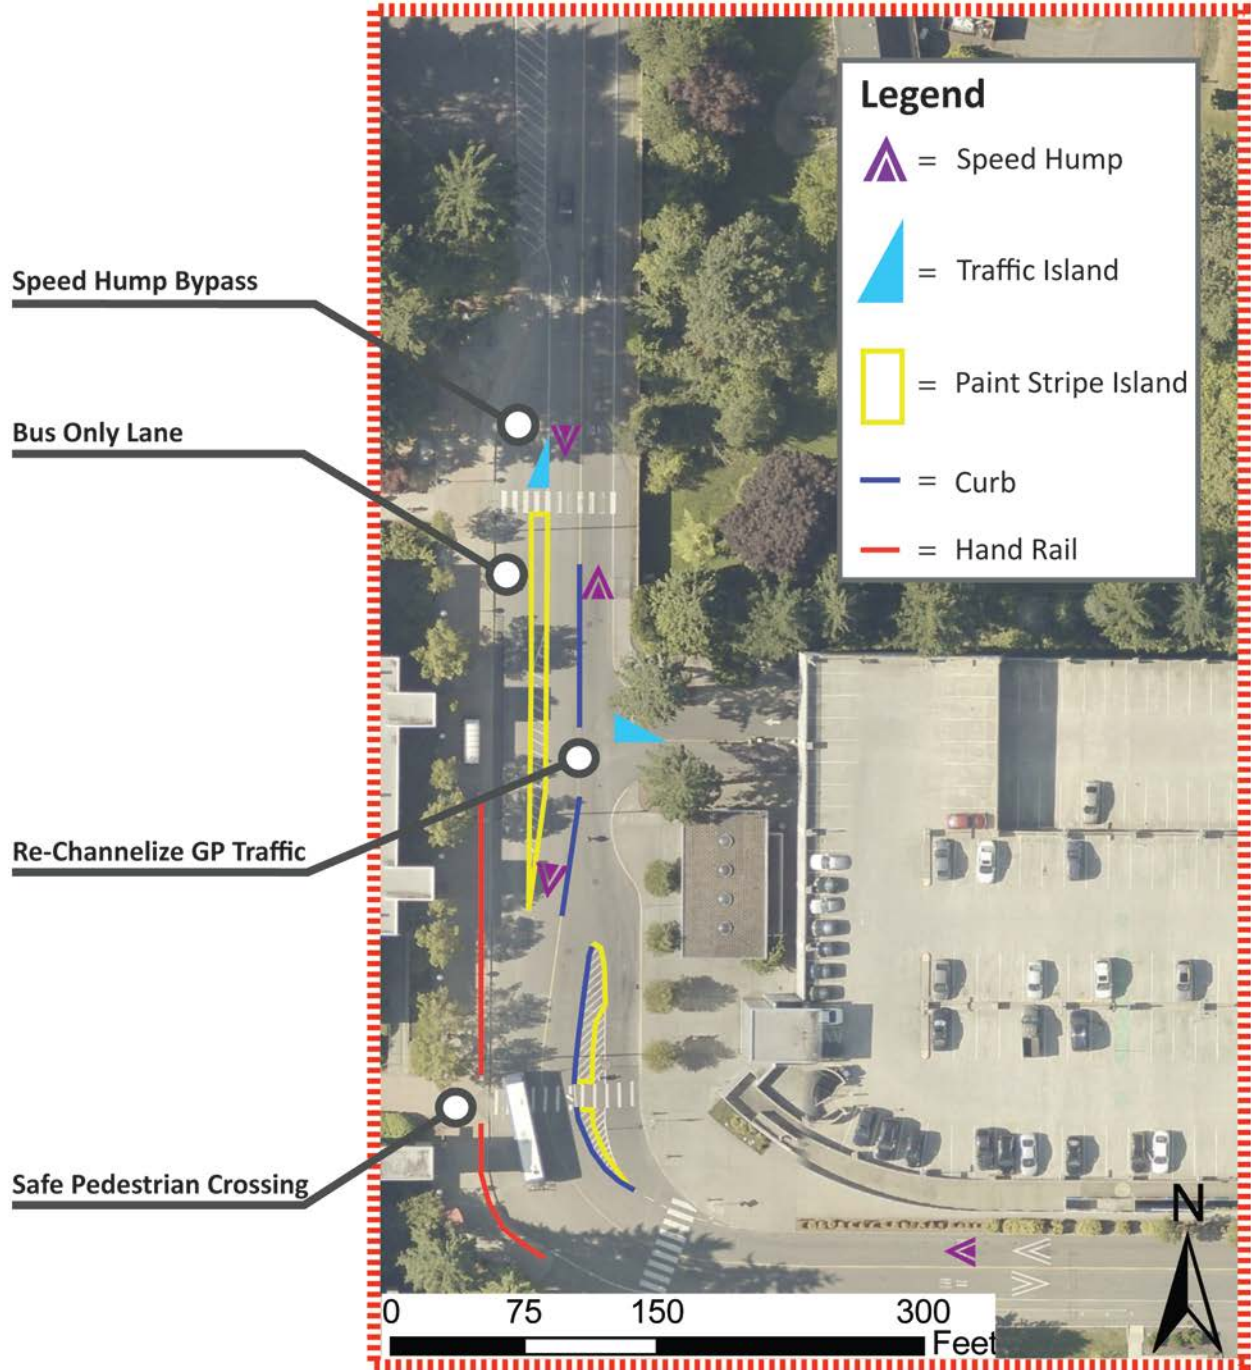 Legend
= Speed Hump
= Traffic Island
= Paint Stripe Island
= Curb
= Hand Rail
Speed Hump Bypass
Bus Only Lane
Re-Channelize GP Traffic
Safe Pedestrian Crossing
N
0 75 150 300
Feet